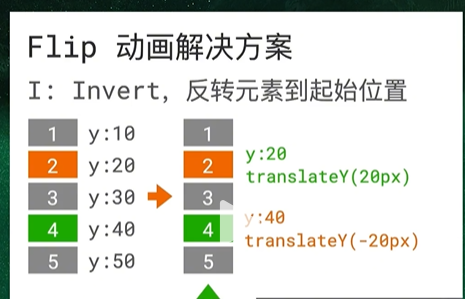 Flip 动画解决方案
I: Invert, 反转元素到起始位置
1 y:10 1
2 y:20 2 y:20
translateY(20px)
3 y:30 3
4 y:40 4 y:40
translateY(-20px)
5 y:50 5